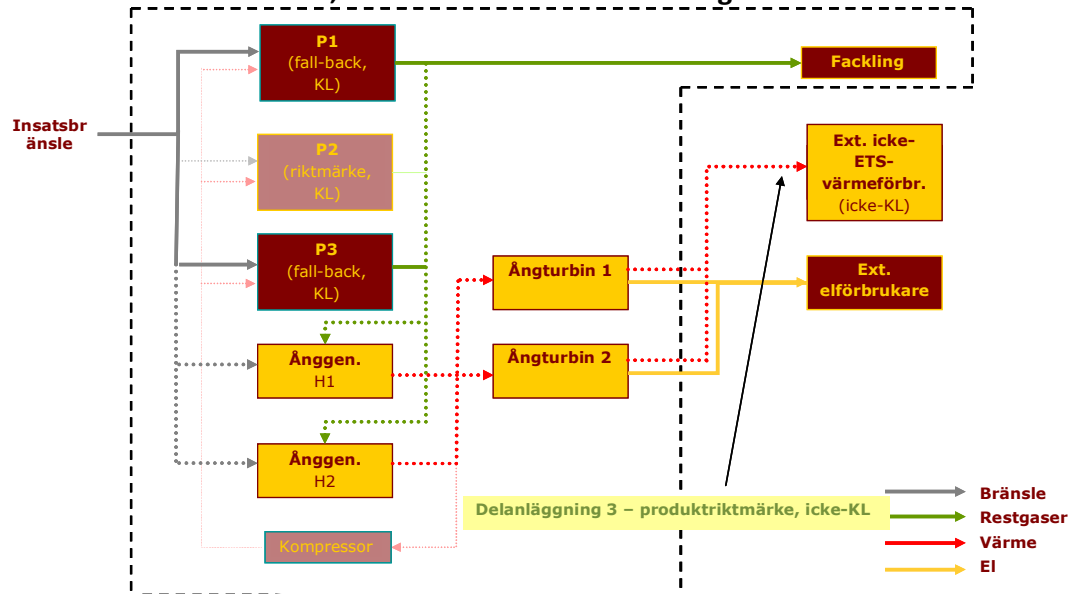 P1
(fall-back,
KL)
Fackling
Insatsbr
änsle
P2
(riktmärke,
KL)
Ext. icke-
ETS-
värmeförbr.
(icke-KL)
P3
(fall-back,
KL)
Ångturbin 1
Ext.
elförbrukare
Ånggen.
H1
Ångturbin 2
Ånggen.
H2
Delanläggning 3 – produktriktmärke, icke-KL
Kompressor
Bränsle
Restgaser
Värme
El